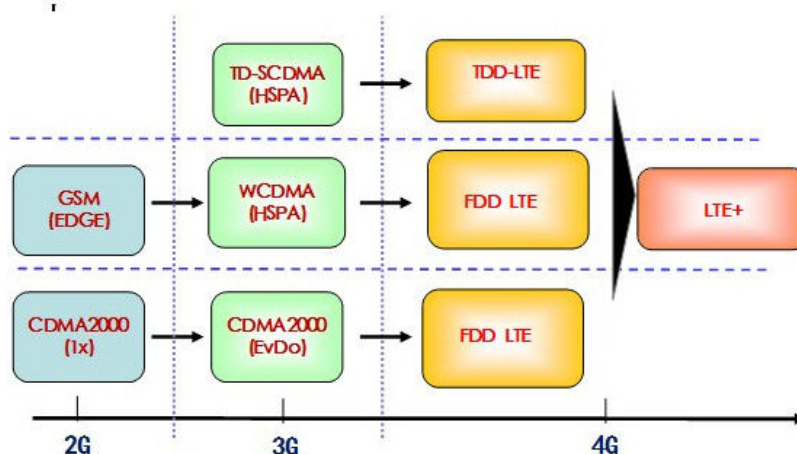 TD-SCDMA
(HSPA)
TDD-LTE
GSM
(EDGE)
WCDMA
(HSPA)
FDD LTE
LTE+
CDMA2000
(1x)
CDMA2000
(EvDo)
FDD LTE
2G
3G
4G